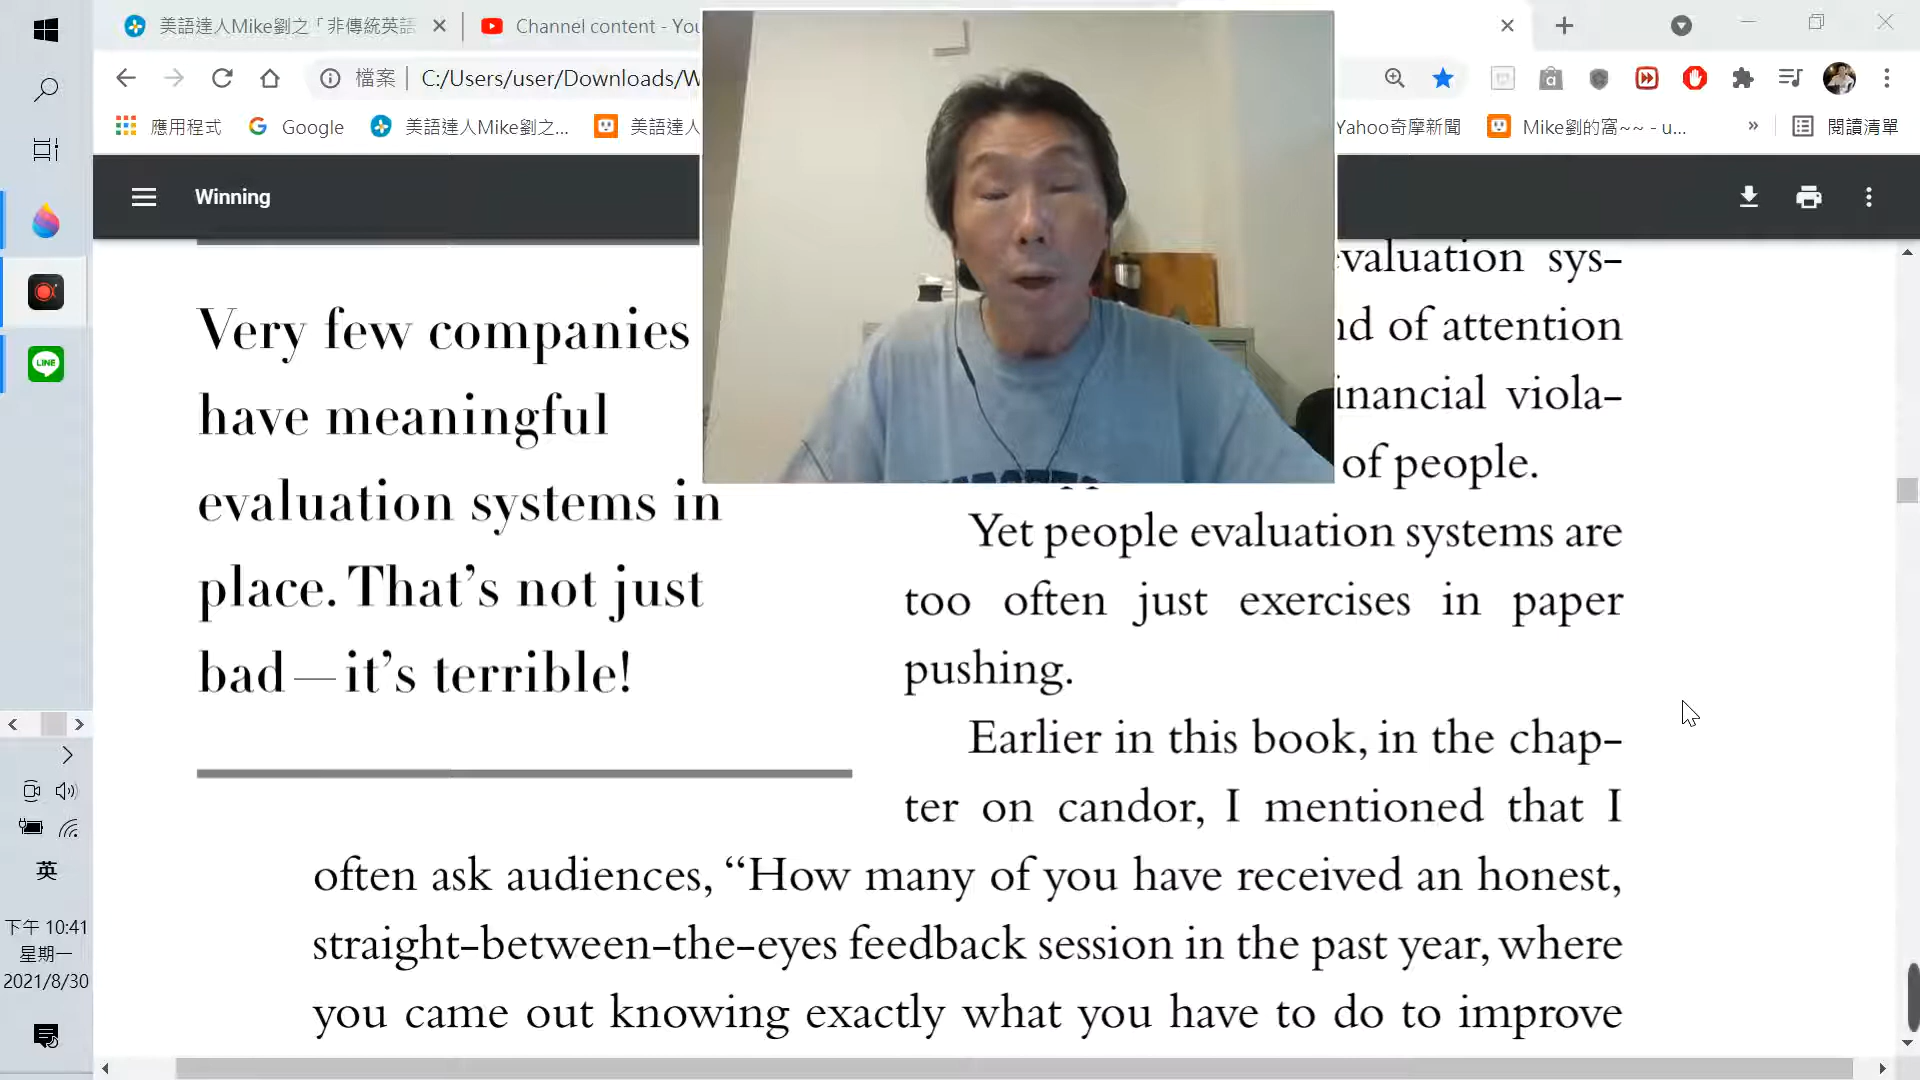 美語達人Mike劉之「非傳統英語
Channel content - You
檔案
C:/Users/user/Downloads/W
應用程式
Google
美語達人Mike劉之...
美語達人
Yahoo奇摩新聞
Mike劉的窩~~ - u...
»
閱讀清單
Winning
Very few companies
have meaningful
evaluation systems in
place. That’s not just
bad—it’s terrible!
evaluation sys-
nd of attention
inancial viola-
of people.
Yet people evaluation systems are
too often just exercises in paper
pushing.
Earlier in this book, in the chap-
ter on candor, I mentioned that I
often ask audiences, “How many of you have received an honest,
straight-between-the-eyes feedback session in the past year, where
you came out knowing exactly what you have to do to improve
LINE
英
下午 10:41
星期一
2021/8/30